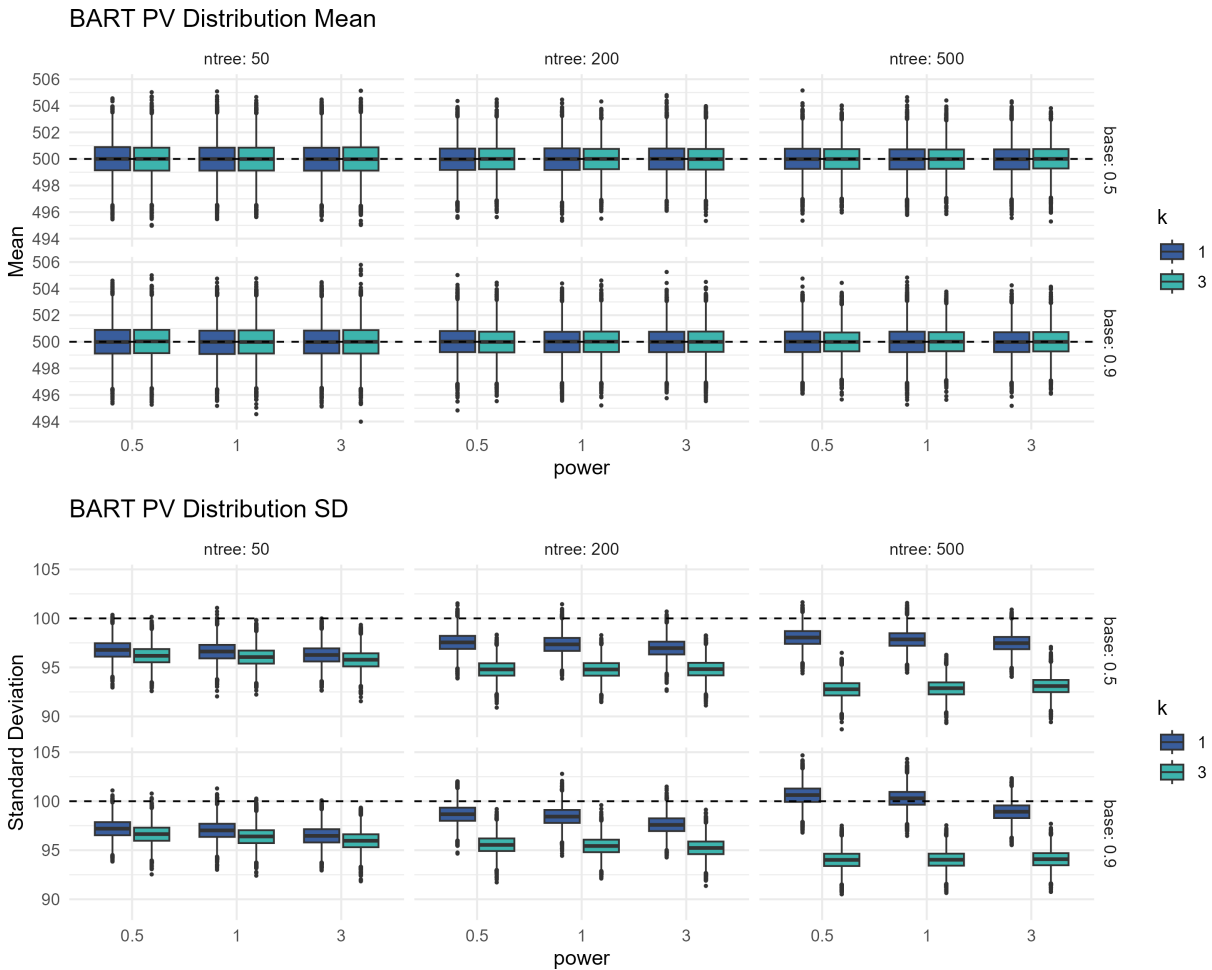 BART PV Distribution Mean
ntree: 50 ntree: 200 ntree: 500
506
504
502
500
498
496
494
base: 0.5
506
504
502
500
498
496
494
base: 0.9
Mean
0.5 1 3 0.5 1 3 0.5 1 3
power
k
1
3
BART PV Distribution SD
ntree: 50 ntree: 200 ntree: 500
105
100
95
90
base: 0.5
105
100
95
90
base: 0.9
Standard Deviation
0.5 1 3 0.5 1 3 0.5 1 3
power
k
1
3